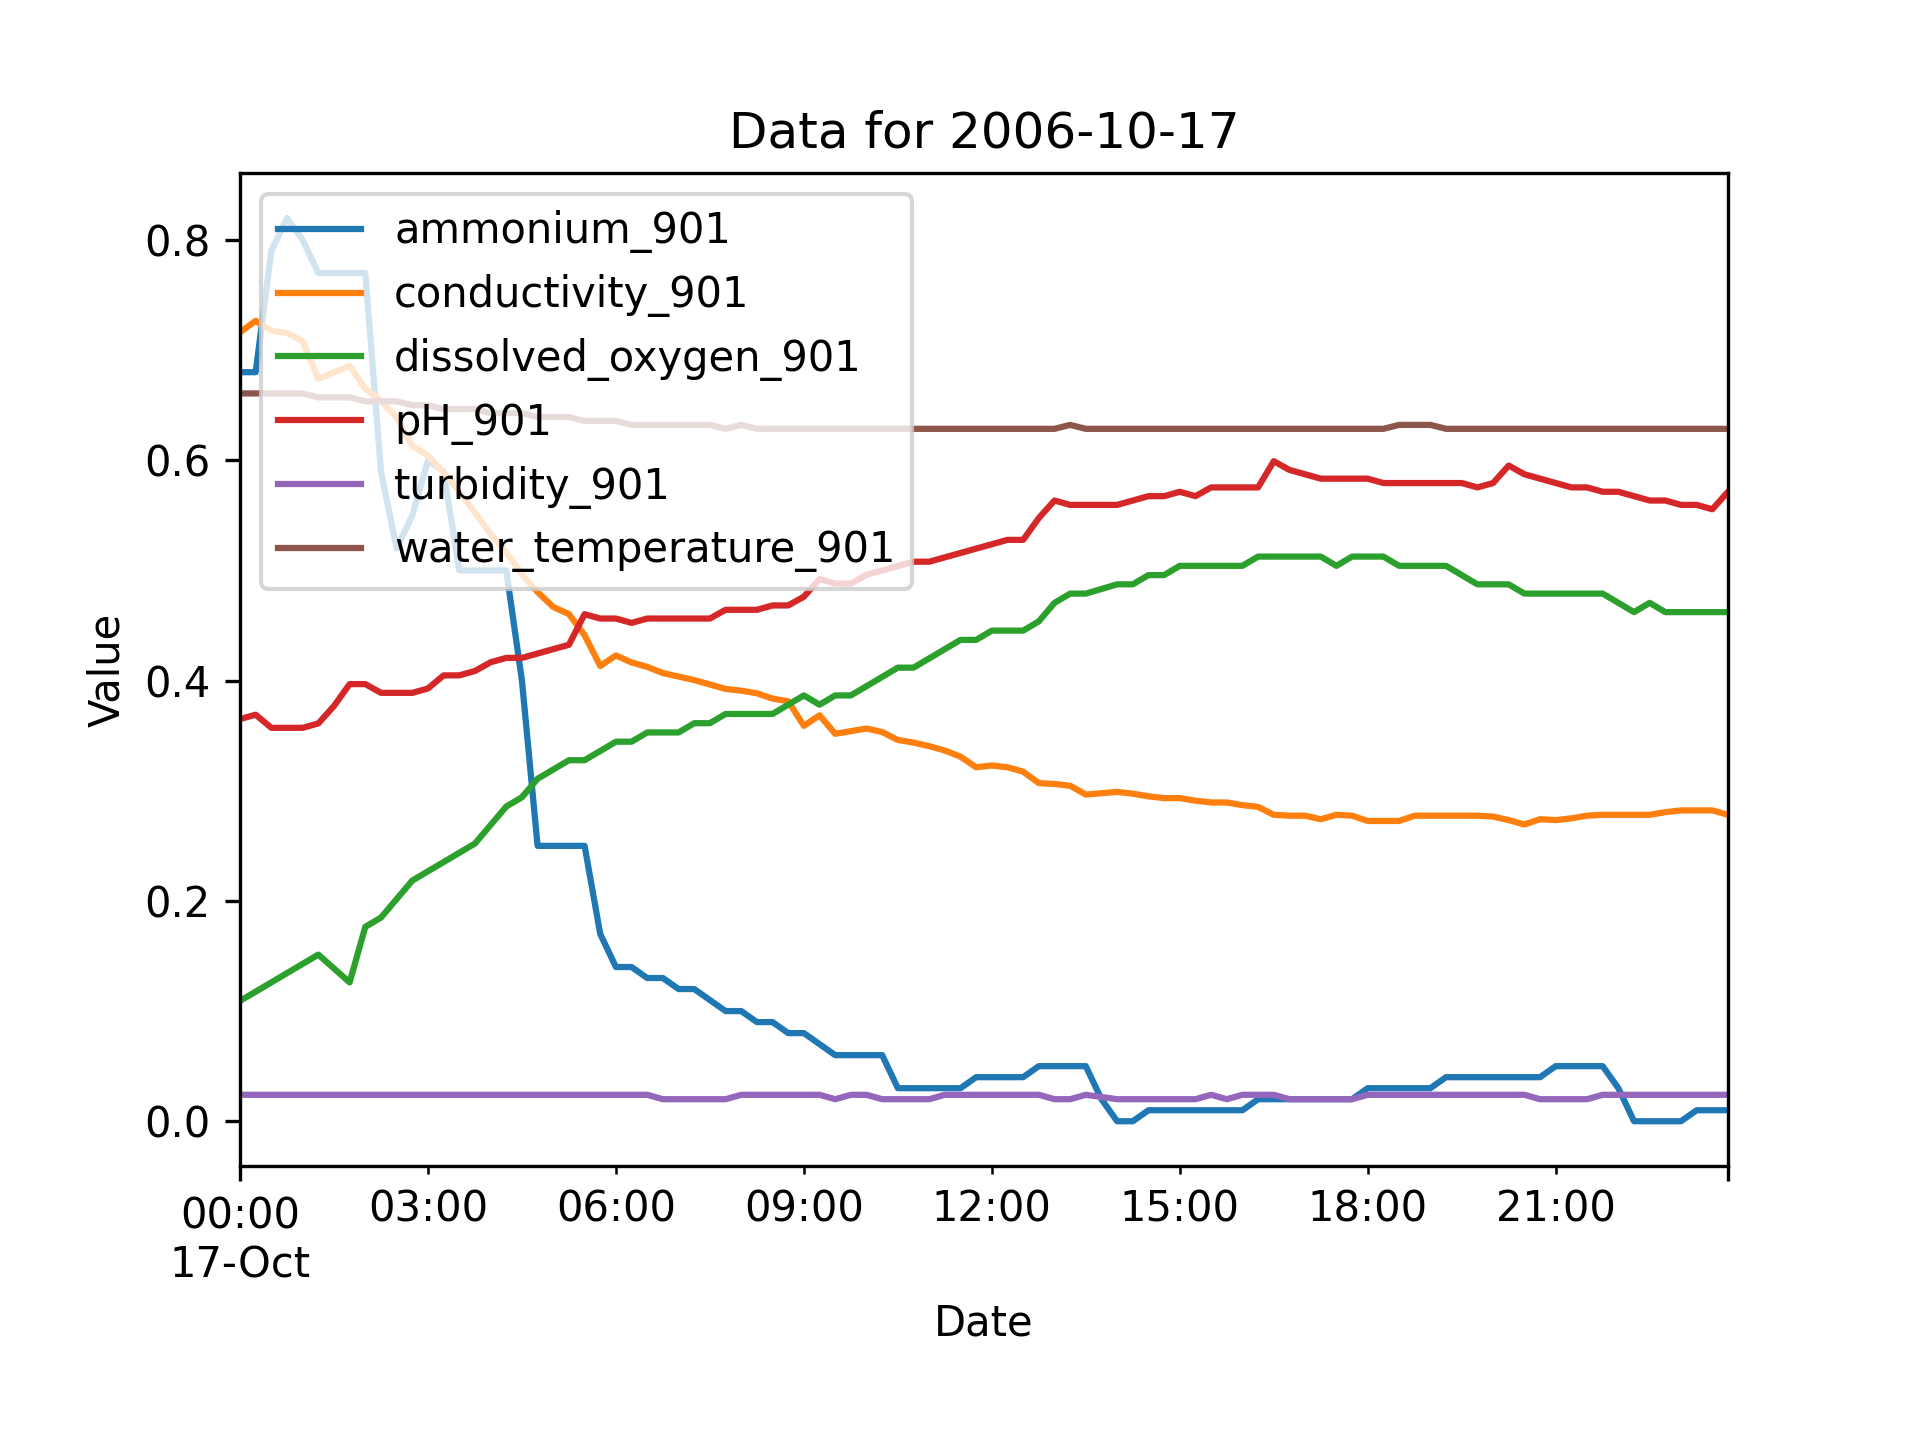 Data for 2006-10-17
ammonium_901
conductivity_901
dissolved_oxygen_901
pH_901
turbidity_901
water_temperature_901
0.8
0.6
0.4
0.2
0.0
Value
00:00 03:00 06:00 09:00 12:00 15:00 18:00 21:00
17-Oct
Date